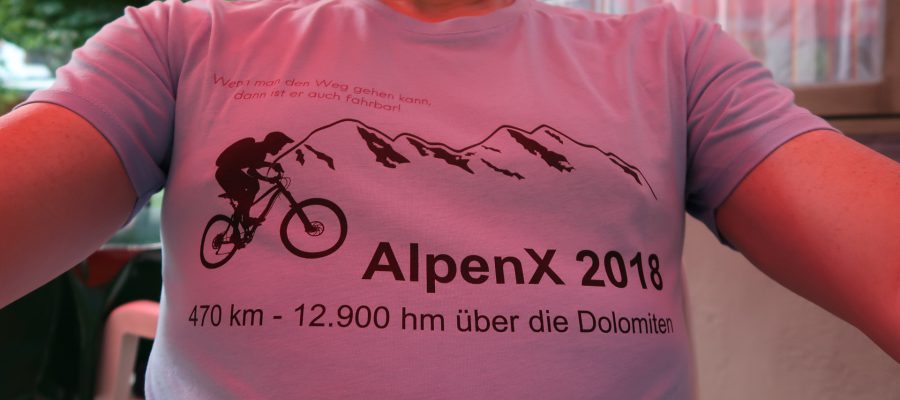 Wenn man den Weg gehen kann,
dann ist er auch fahrbar!
AlpenX 2018
470 km - 12.900 hm über die Dolomiten